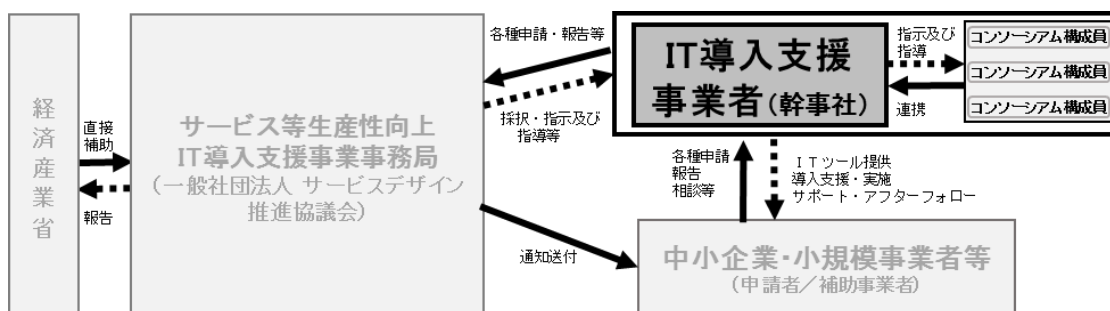 経済産業省
直接
補助
報告
サービス等生産性向上
IT導入支援事業事務局
(一般社団法人 サービスデザイン
推進協議会)
各種申請・報告等
採択・指示及び
指導等
通知送付
IT導入支援
事業者(幹事社)
指示及び
指導
連携
コンソーシアム構成員
コンソーシアム構成員
コンソーシアム構成員
各種申請
報告
相談等
ITツール提供
導入支援・実施
サポート・アフターフォロー
中小企業・小規模事業者等
(申請者/補助事業者)